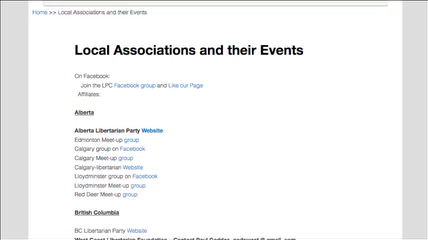 Home >> Local Associations and their Events
Local Associations and their Events
On Facebook:
Join the LPC Facebook group and Like our Page
Affiliates:
Alberta
Alberta Libertarian Party Website
Edmonton Meet-up group
Calgary group on Facebook
Calgary Meet-up group
Calgary-libertarian Website
Lloydminster group on Facebook
Lloydminster Meet-up group
Red Deer Meet-up group
British Columbia
BC Libertarian Party Website
West Coast Libertarian Foundation – Contact Paul